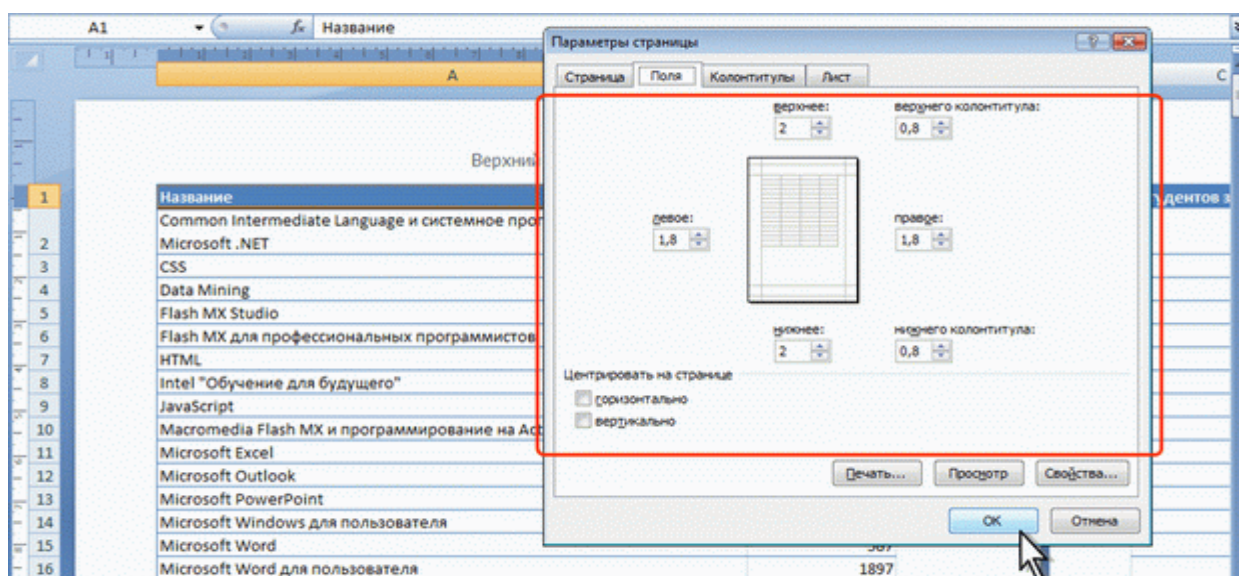 A1 fx Название
Параметры страницы
Страница Поля Колонтитулы Лист
A C
верхнее: верхнего колонтитула:
2 0,8
Верхний
1 Название
Common Intermediate Language и системное
2 Microsoft .NET
левое: правое:
1,8 1,8
3 CSS
4 Data Mining
5 Flash MX Studio
6 Flash MX для профессиональных программистов
нижнее: нижнего колонтитула:
2 0,8
7 HTML
8 Intel "Обучение для будущего"
Центрировать на странице
горизонтально
вертикально
9 JavaScript
10 Macromedia Flash MX и программирование на
11 Microsoft Excel
12 Microsoft Outlook
Печать... Просмотр Свойства...
13 Microsoft PowerPoint
14 Microsoft Windows для пользователя
OK Отмена
15 Microsoft Word
16 Microsoft Word для пользователя 1897